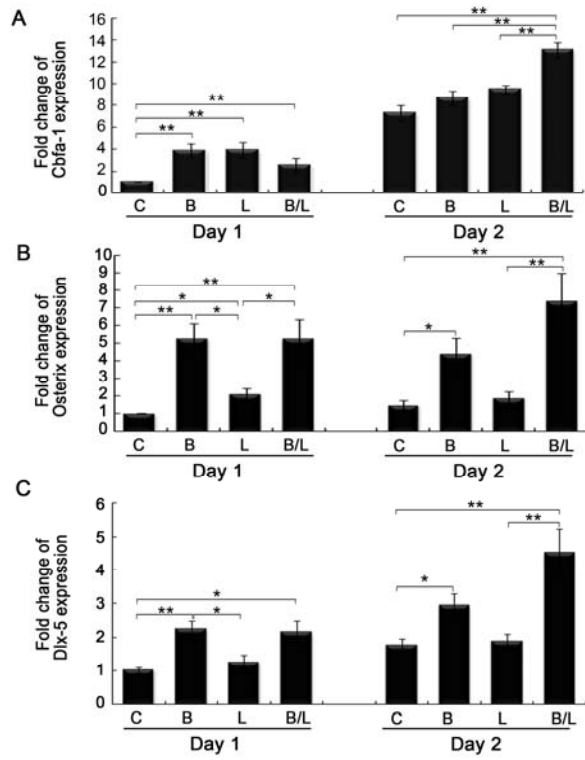 A
Fold change of
Cbfa-1 expression
16
14
12
10
8
6
4
2
0
**
**
**
**
**
**
C B L B/L C B L B/L
Day 1 Day 2
B
Fold change of
Osterix expression
10
9
8
7
6
5
4
3
2
1
0
**
* *
** *
**
**
*
C B L B/L C B L B/L
Day 1 Day 2
C
Fold change of
Dlx-5 expression
6
5
4
3
2
1
0
*
** *
**
**
*
C B L B/L C B L B/L
Day 1 Day 2